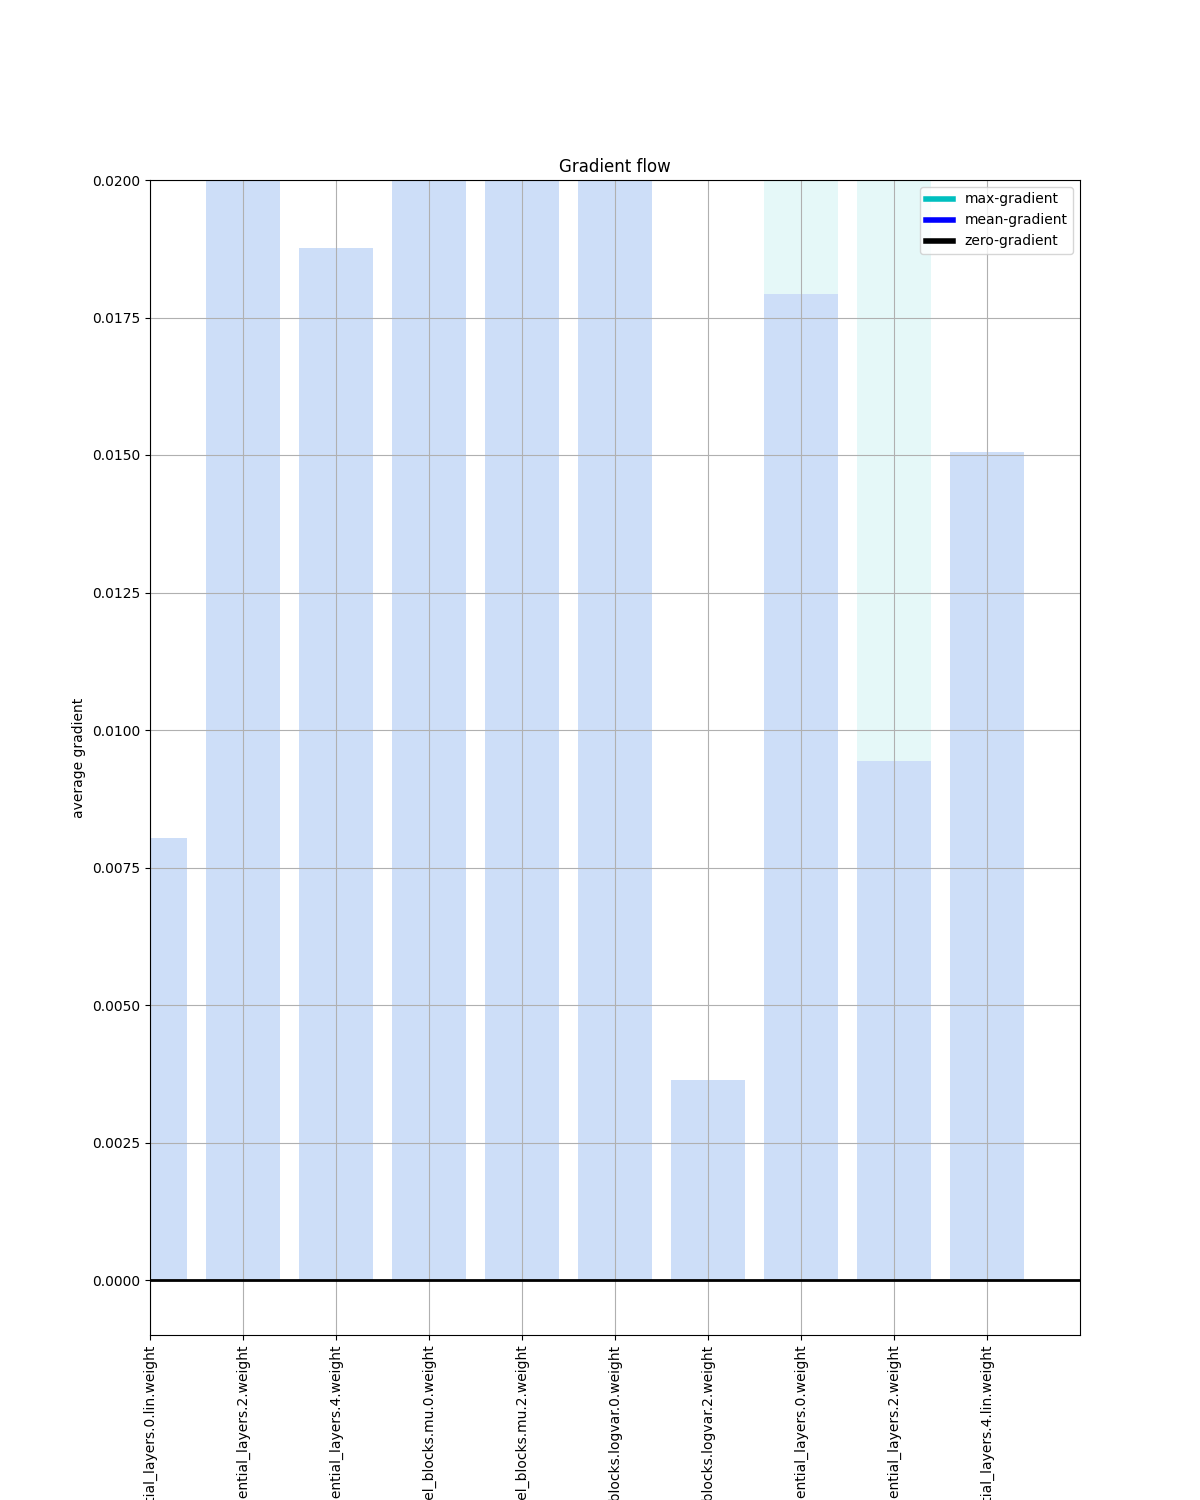 Gradient flow
max-gradient
mean-gradient
zero-gradient
0.0200
0.0175
0.0150
0.0125
0.0100
0.0075
0.0050
0.0025
0.0000
average gradient
tial_layers.0.lin.weight
ential_layers.2.weight
ential_layers.4.weight
el_blocks.mu.0.weight
el_blocks.mu.2.weight
blocks.logvar.0.weight
blocks.logvar.2.weight
ential_layers.0.weight
ential_layers.2.weight
tial_layers.4.lin.weight